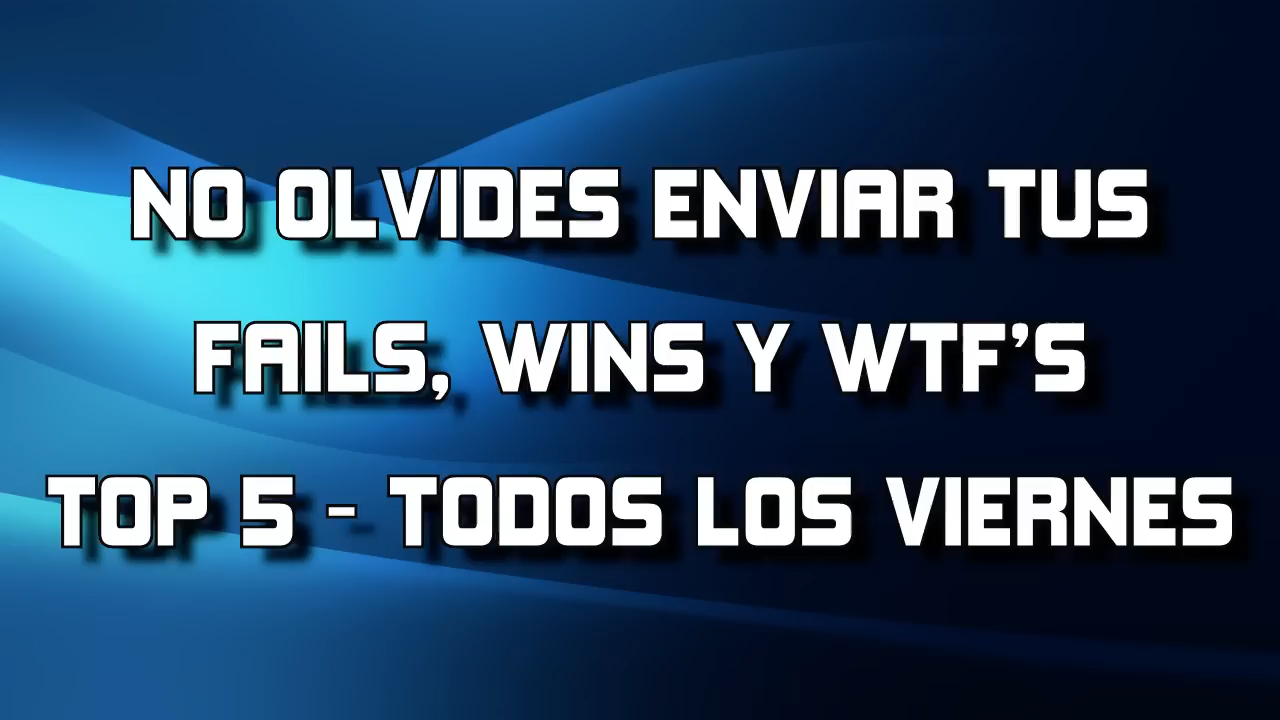 NO OLVIDES ENVIAR TUS
FAILS, WINS Y WTF'S
TOP 5 - TODOS LOS VIERNES